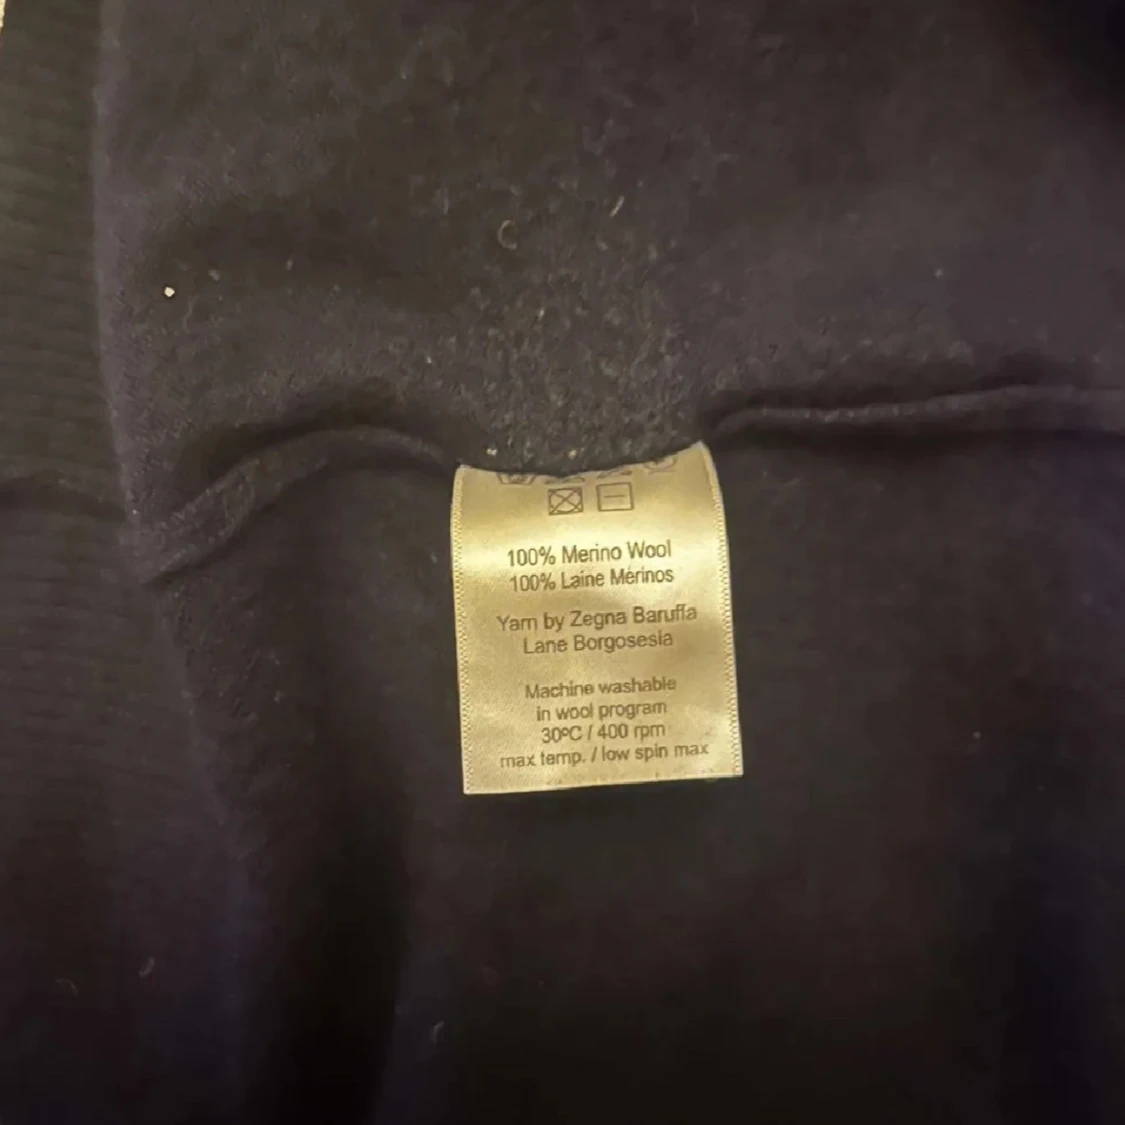 100% Merino Wool
100% Laine Mérinos
Yarn by Zegna Baruffa
Lane Borgosesia
Machine washable
in wool program
30ºC / 400 rpm
max temp. / low spin max